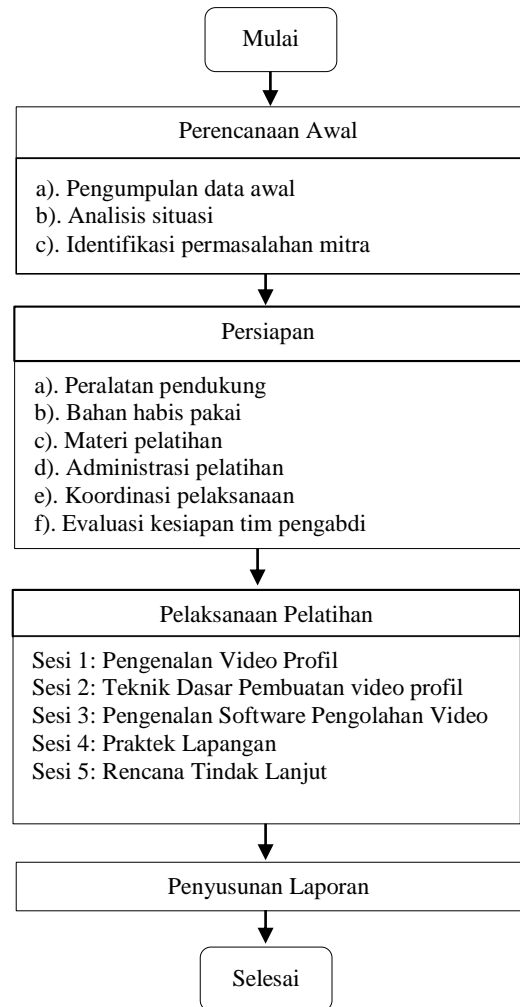 Mulai
Perencanaan Awal
a). Pengumpulan data awal
b). Analisis situasi
c). Identifikasi permasalahan mitra
Persiapan
a). Peralatan pendukung
b). Bahan habis pakai
c). Materi pelatihan
d). Administrasi pelatihan
e). Koordinasi pelaksanaan
f). Evaluasi kesiapan tim pengabdi
Pelaksanaan Pelatihan
Sesi 1: Pengenalan Video Profil
Sesi 2: Teknik Dasar Pembuatan video profil
Sesi 3: Pengenalan Software Pengolahan Video
Sesi 4: Praktek Lapangan
Sesi 5: Rencana Tindak Lanjut
Penyusunan Laporan
Selesai